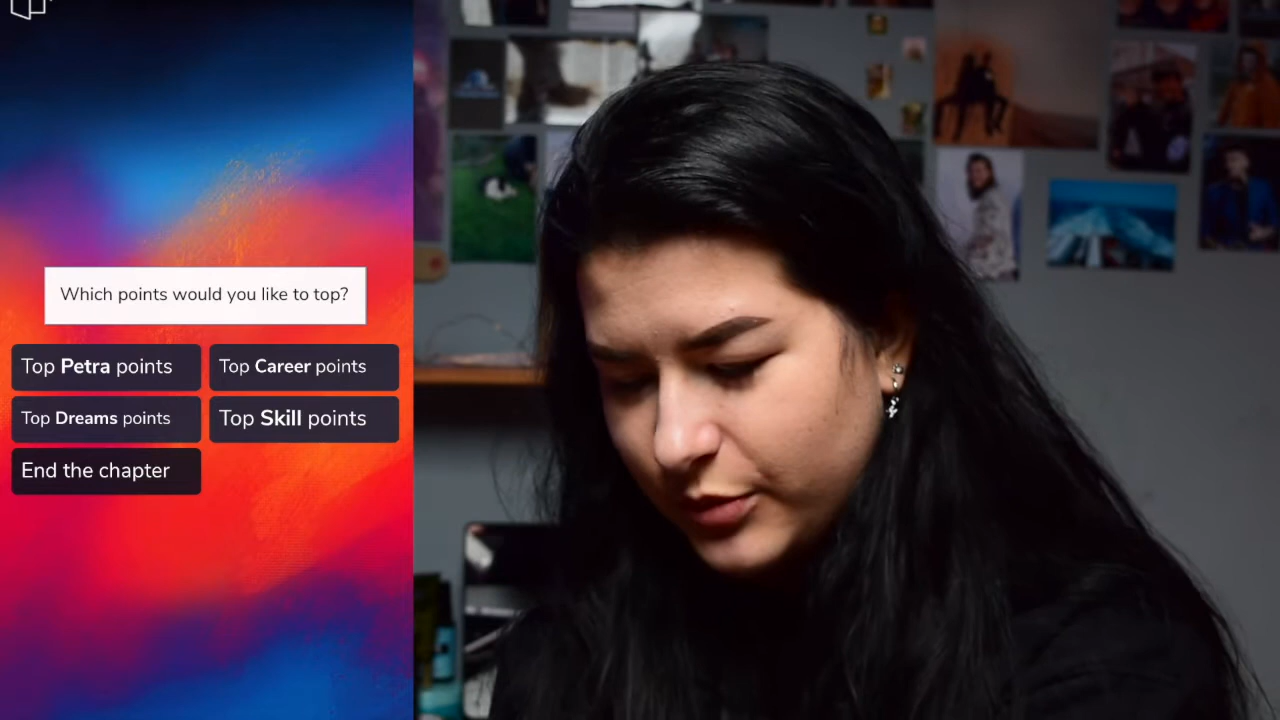 Which points would you like to top?
Top Petra points
Top Career points
Top Dreams points
Top Skill points
End the chapter